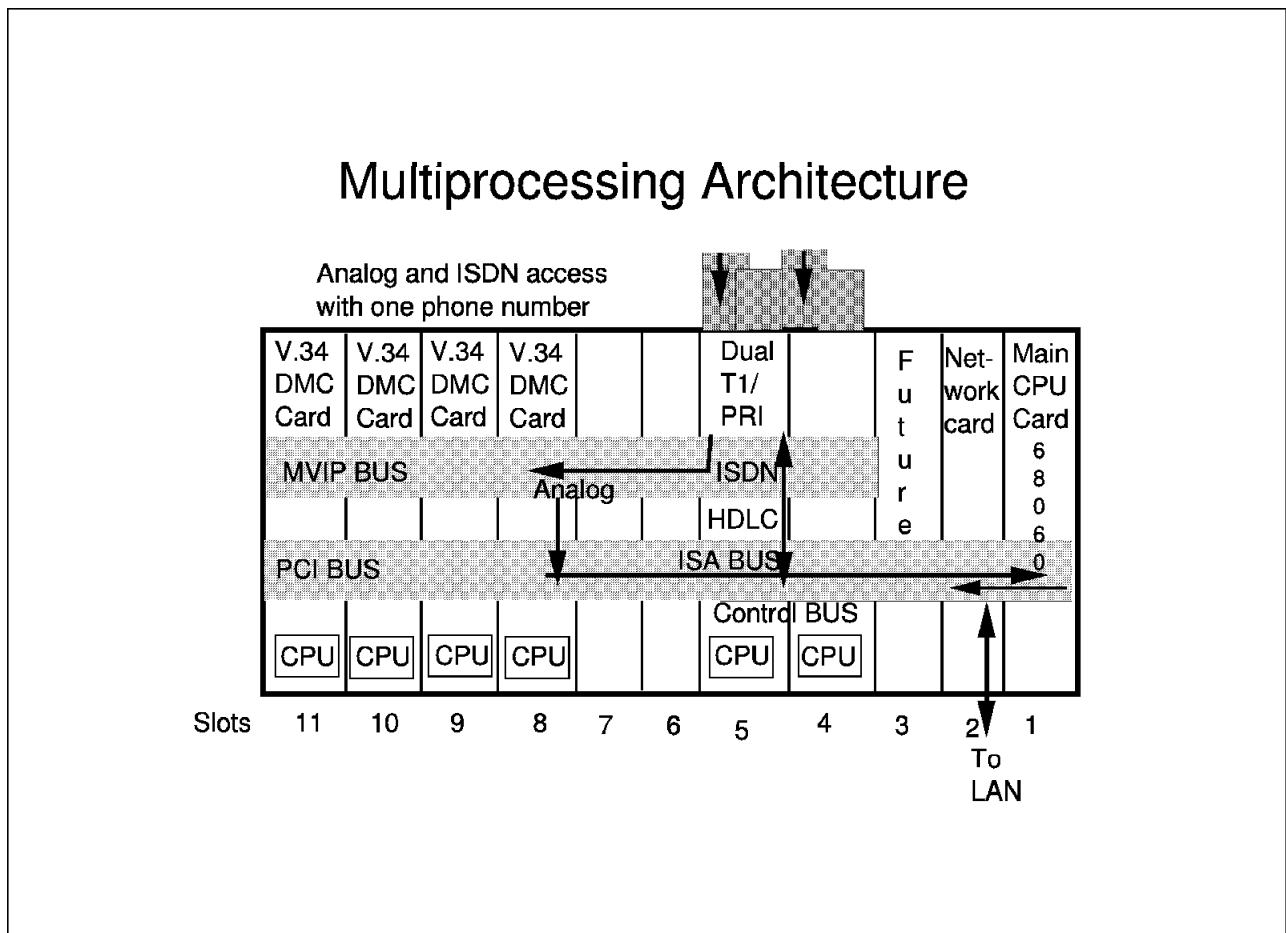 Multiprocessing Architecture
Analog and ISDN access
with one phone number
V.34
DMC
Card
V.34
DMC
Card
V.34
DMC
Card
V.34
DMC
Card
Dual
T1/
PRI
F
u
t
u
r
e
Net-
work
card
Main
CPU
Card
6
8
0
6
0
MVIP BUS
Analog
ISDN
HDLC
PCI BUS
ISA BUS
Control BUS
CPU
CPU
CPU
CPU
CPU
CPU
Slots 11 10 9 8 7 6 5 4 3 2 1
To
LAN